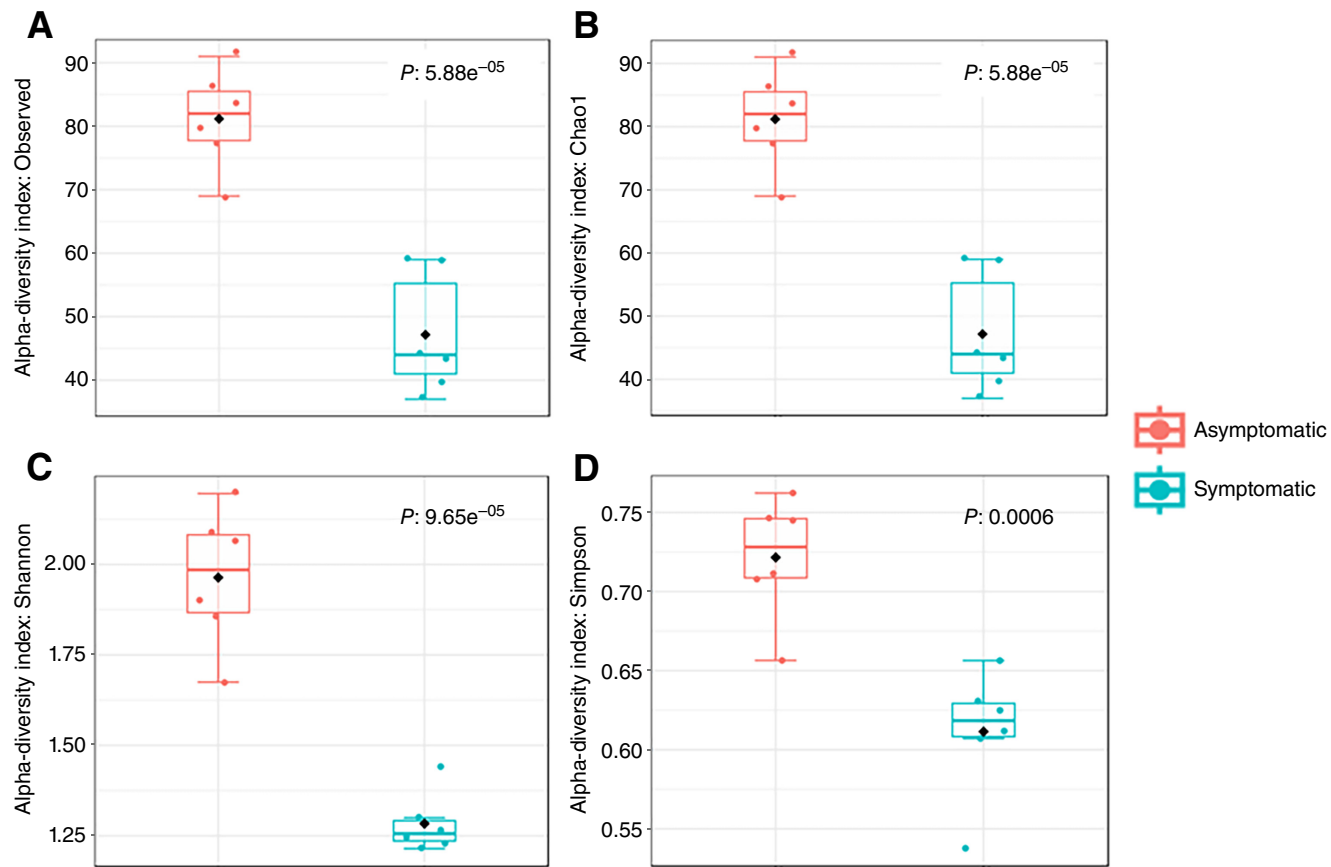 A
Alpha-diversity index: Observed
90
80
70
60
50
40
P: 5.88e⁻⁰⁵
B
Alpha-diversity index: Chao1
90
80
70
60
50
40
P: 5.88e⁻⁰⁵
C
Alpha-diversity index: Shannon
2.00
1.75
1.50
1.25
P: 9.65e⁻⁰⁵
D
Alpha-diversity index: Simpson
0.75
0.70
0.65
0.60
0.55
P: 0.0006
Asymptomatic
Symptomatic